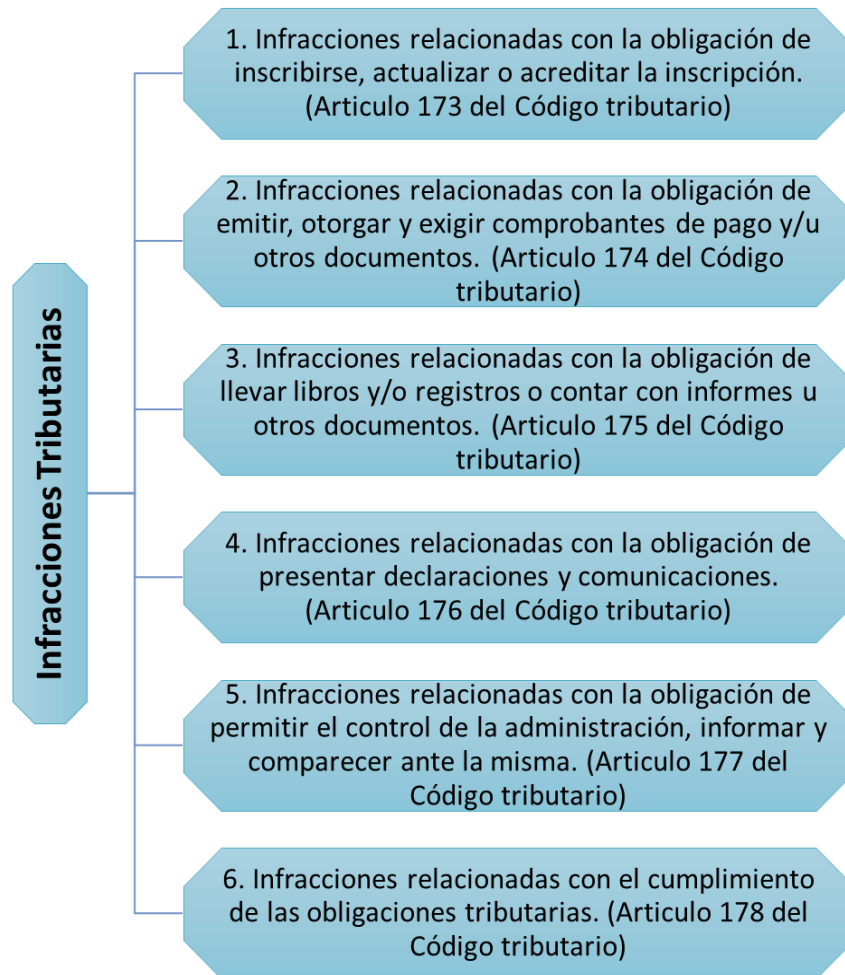 Infracciones Tributarias
1. Infracciones relacionadas con la obligación de
inscribirse, actualizar o acreditar la inscripción.
(Articulo 173 del Código tributario)
2. Infracciones relacionadas con la obligación de
emitir, otorgar y exigir comprobantes de pago y/u
otros documentos. (Articulo 174 del Código
tributario)
3. Infracciones relacionadas con la obligación de
llevar libros y/o registros o contar con informes u
otros documentos. (Articulo 175 del Código
tributario)
4. Infracciones relacionadas con la obligación de
presentar declaraciones y comunicaciones.
(Articulo 176 del Código tributario)
5. Infracciones relacionadas con la obligación de
permitir el control de la administración, informar y
comparecer ante la misma. (Articulo 177 del
Código tributario)
6. Infracciones relacionadas con el cumplimiento
de las obligaciones tributarias. (Articulo 178 del
Código tributario)